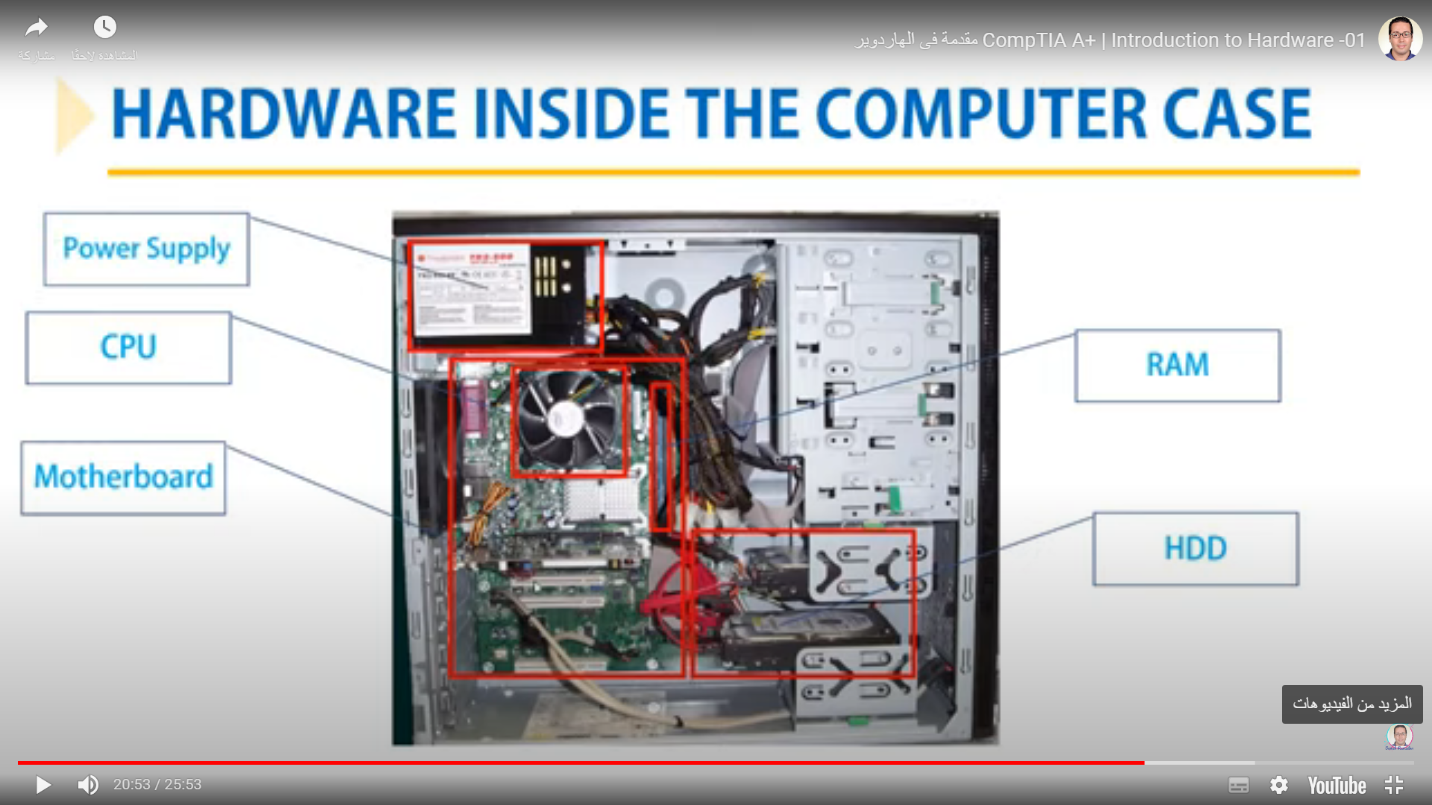 01- CompTIA A+ | Introduction to Hardware مقدمة فى الهاردوير
المشاهدة لاحقًا
مشاركة
HARDWARE INSIDE THE COMPUTER CASE
Power Supply
CPU
Motherboard
RAM
HDD
المزيد من الفيديوهات
20:53 / 25:53
YouTube